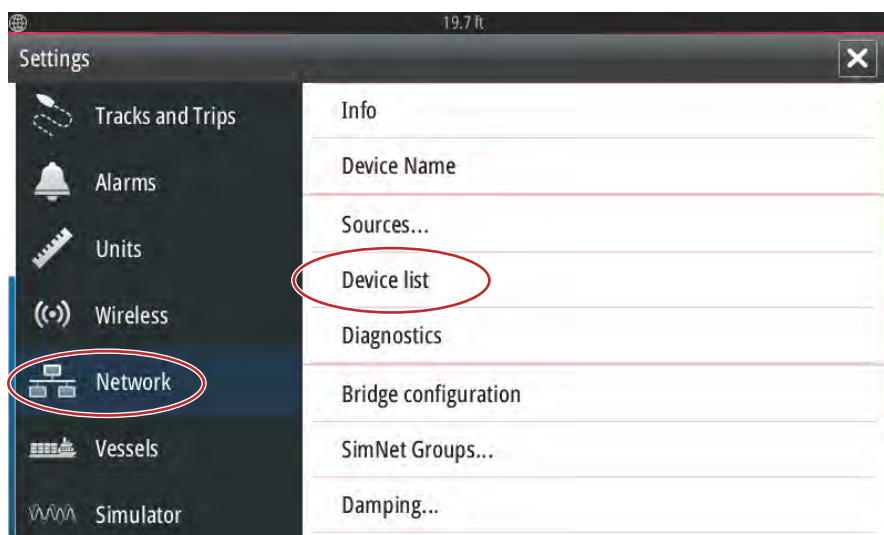 19.7 ft
Settings
Tracks and Trips
Alarms
Units
Wireless
Network
Vessels
Simulator
Info
Device Name
Sources...
Device list
Diagnostics
Bridge configuration
SimNet Groups...
Damping...